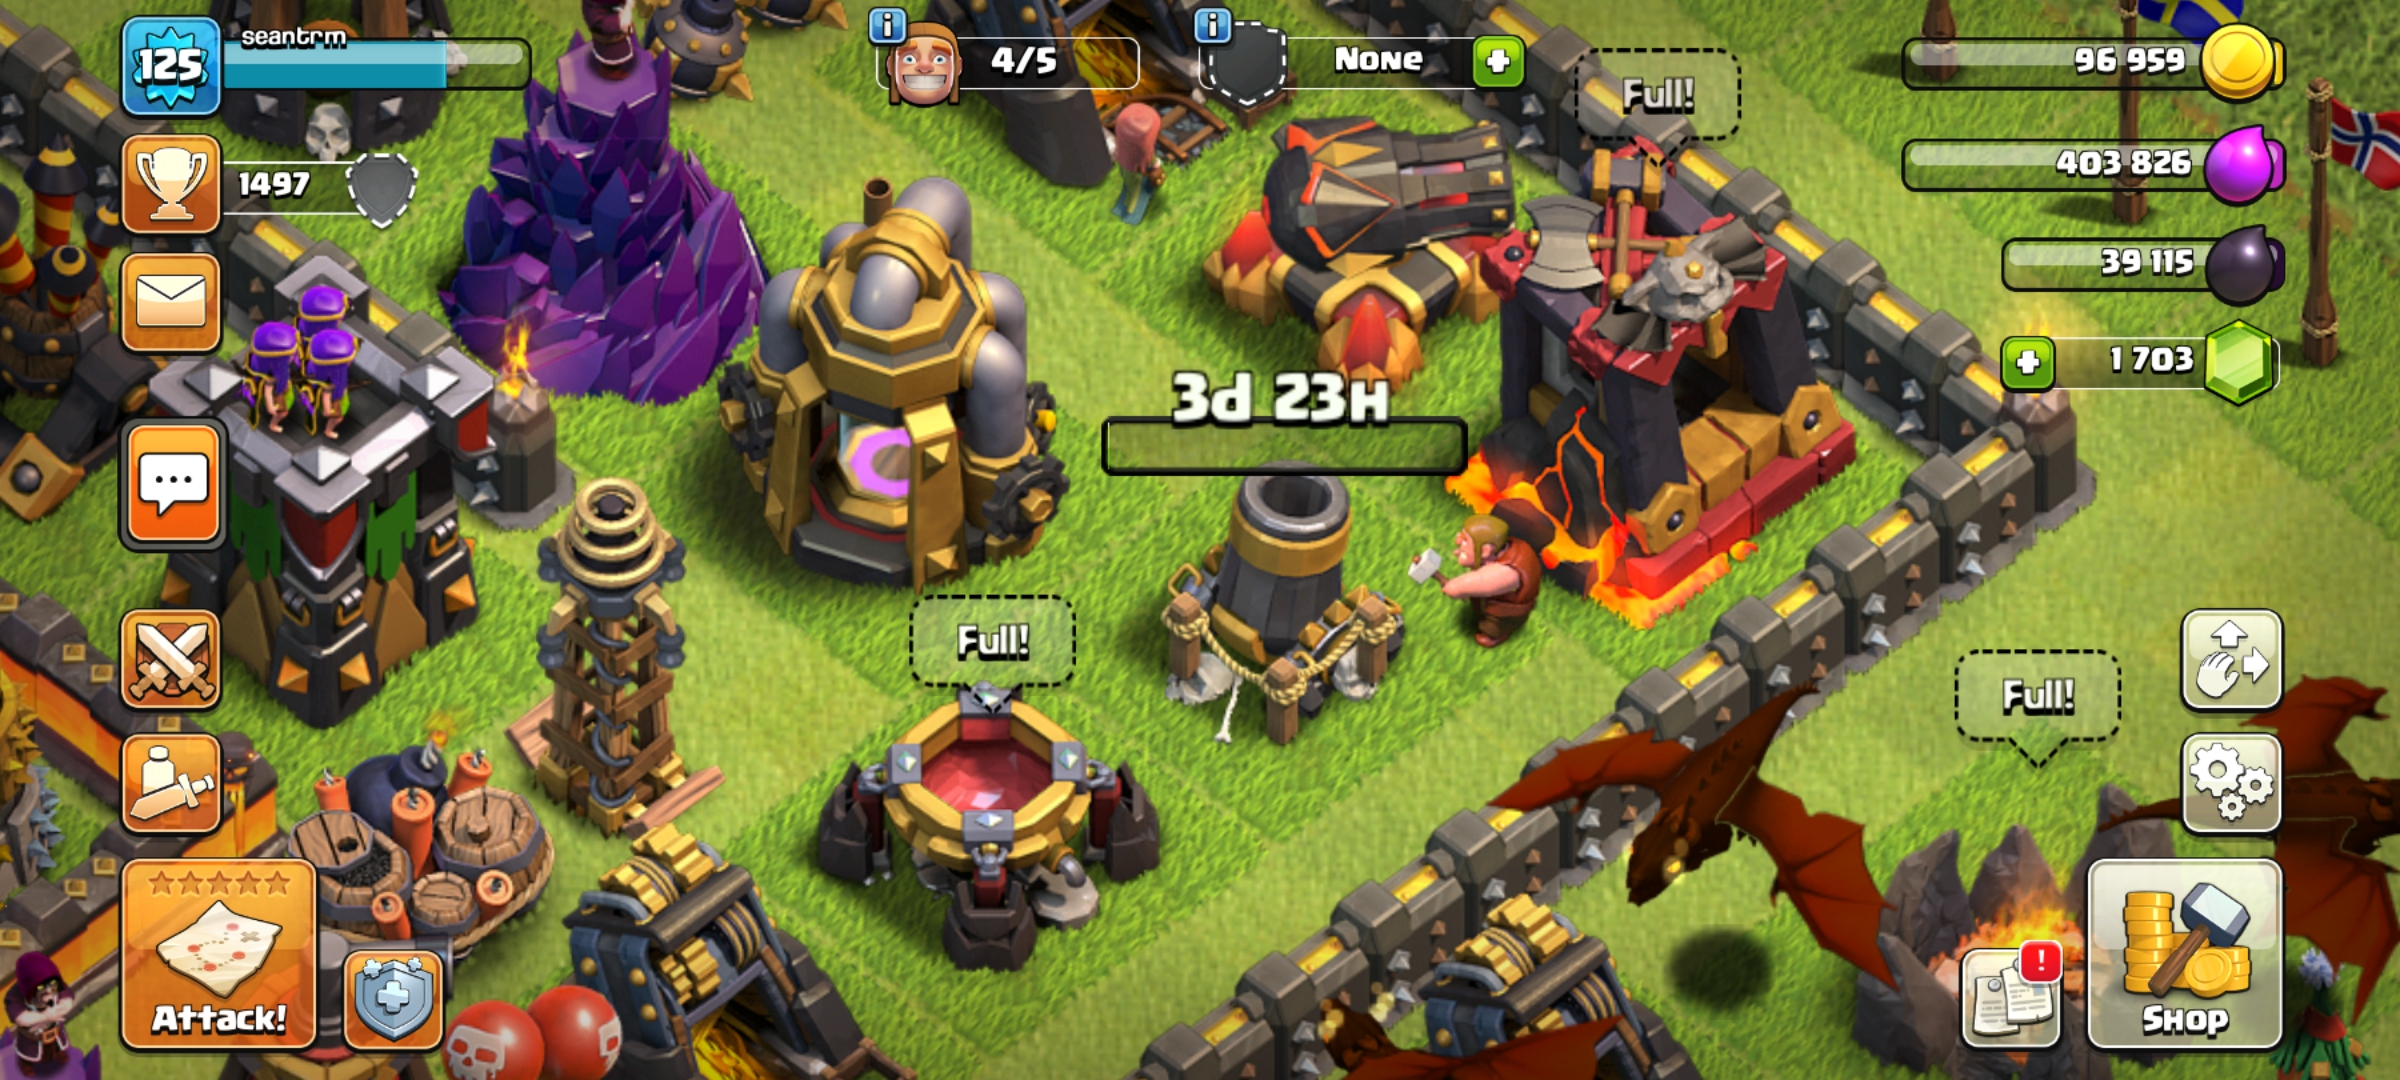 125
seantrm
4/5
None
Full!
96 959
1497
403 826
39 115
1 703
3d 23H
Full!
Full!
Attack!
!
Shop